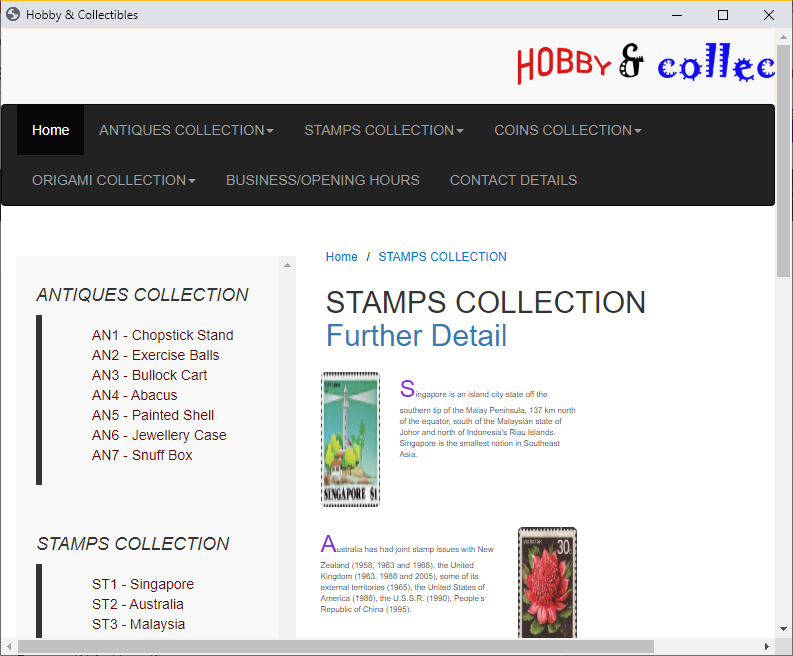 Hobby & Collectibles
HOBBY & collec
Home ANTIQUES COLLECTION STAMPS COLLECTION COINS COLLECTION
ORIGAMI COLLECTION BUSINESS/OPENING HOURS CONTACT DETAILS
ANTIQUES COLLECTION
AN1 - Chopstick Stand
AN2 - Exercise Balls
AN3 - Bullock Cart
AN4 - Abacus
AN5 - Painted Shell
AN6 - Jewellery Case
AN7 - Snuff Box
STAMPS COLLECTION
ST1 - Singapore
ST2 - Australia
ST3 - Malaysia
Home / STAMPS COLLECTION
STAMPS COLLECTION
Further Detail
SINGAPORE $1
Singapore is an island city-state off the
southern tip of the Malay Peninsula, 137 km north
of the equator, south of the Malaysian state of
Johor and north of Indonesia's Riau Islands.
Singapore is the smallest nation in Southeast
Asia.
Australia has had joint stamp issues with New
Zealand (1958, 1963 and 1988), the United
Kingdom (1963, 1988 and 2005), some of its
external territories (1965), the United States of
America (1988), the U.S.S.R. (1990), People's
Republic of China (1995).
30